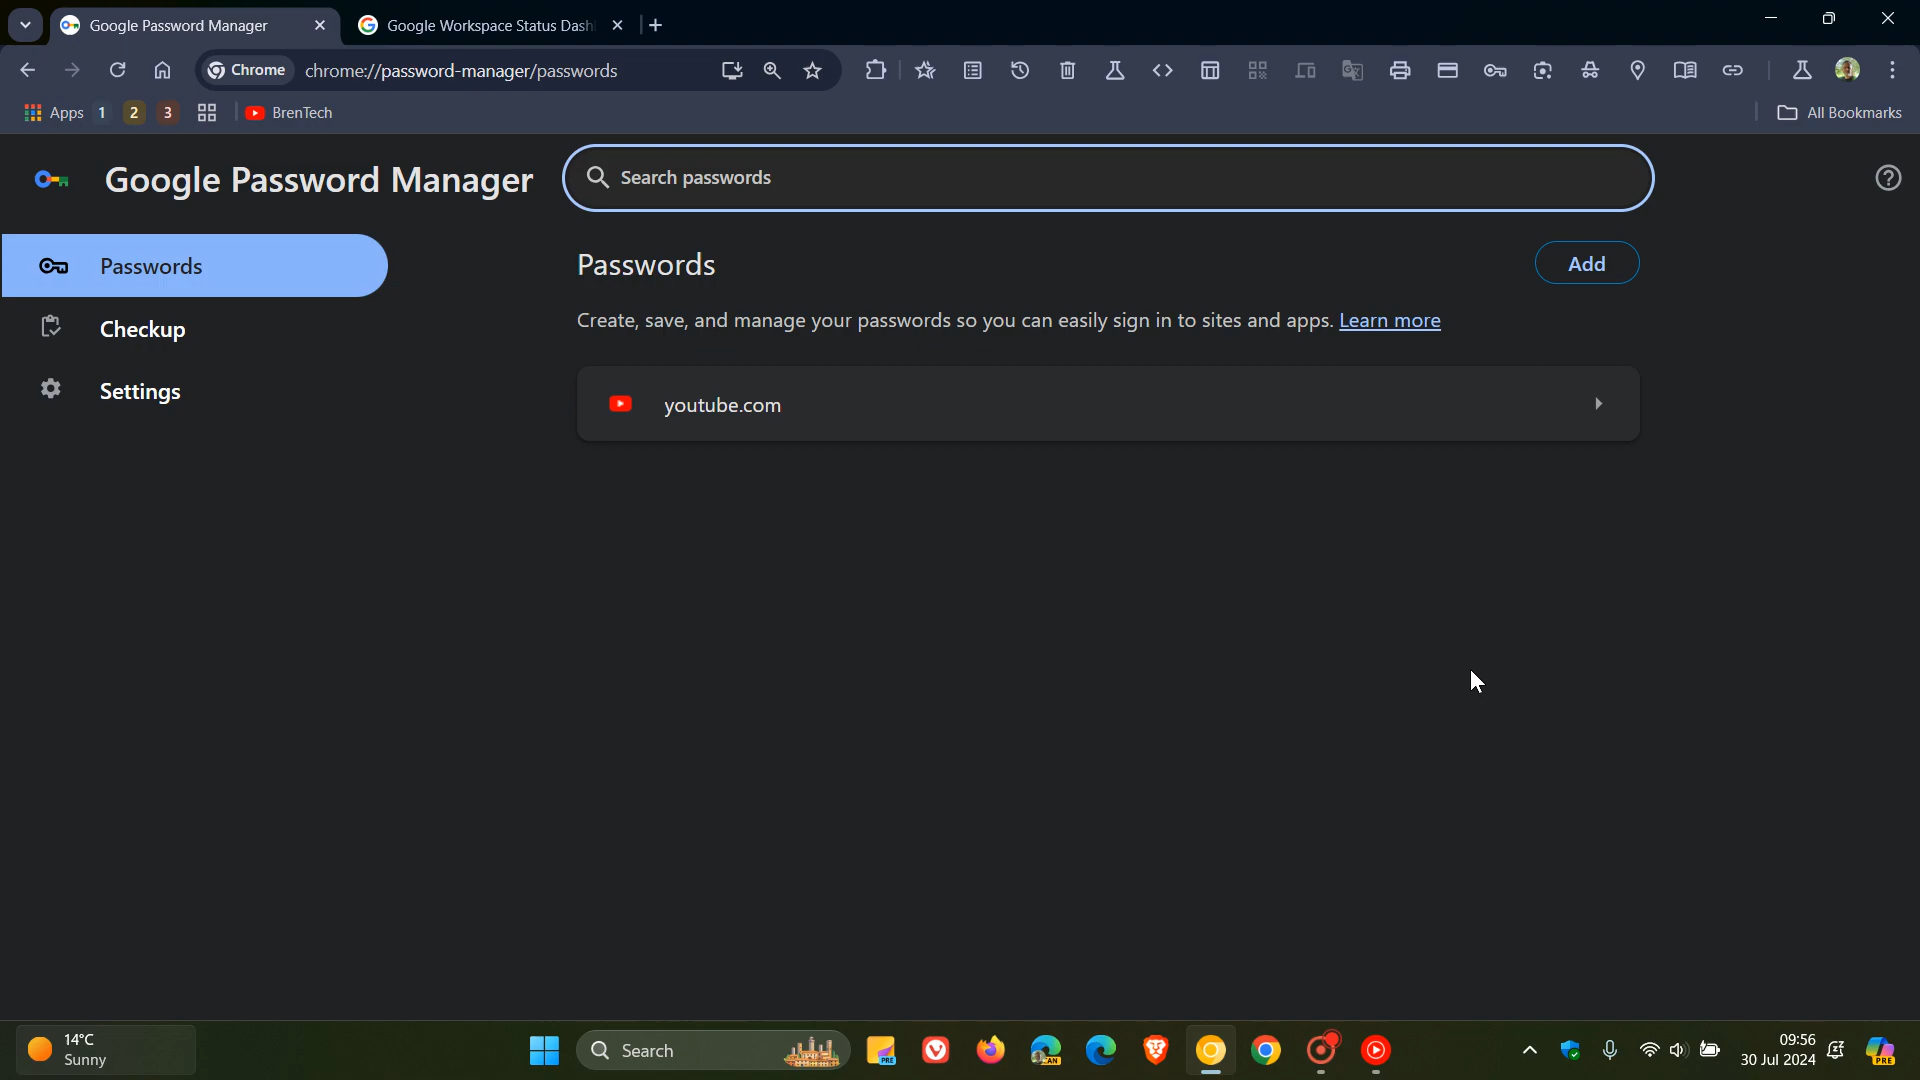 Google Password Manager
Google Workspace Status Dash
Chrome
chrome://password-manager/passwords
Apps
1
2
3
BrenTech
All Bookmarks
Google Password Manager
Search passwords
Passwords
Checkup
Settings
Passwords
Add
Create, save, and manage your passwords so you can easily sign in to sites and apps. Learn more
youtube.com
14°C
Sunny
Search
PRE
CAN
09:56
30 Jul 2024
PRE